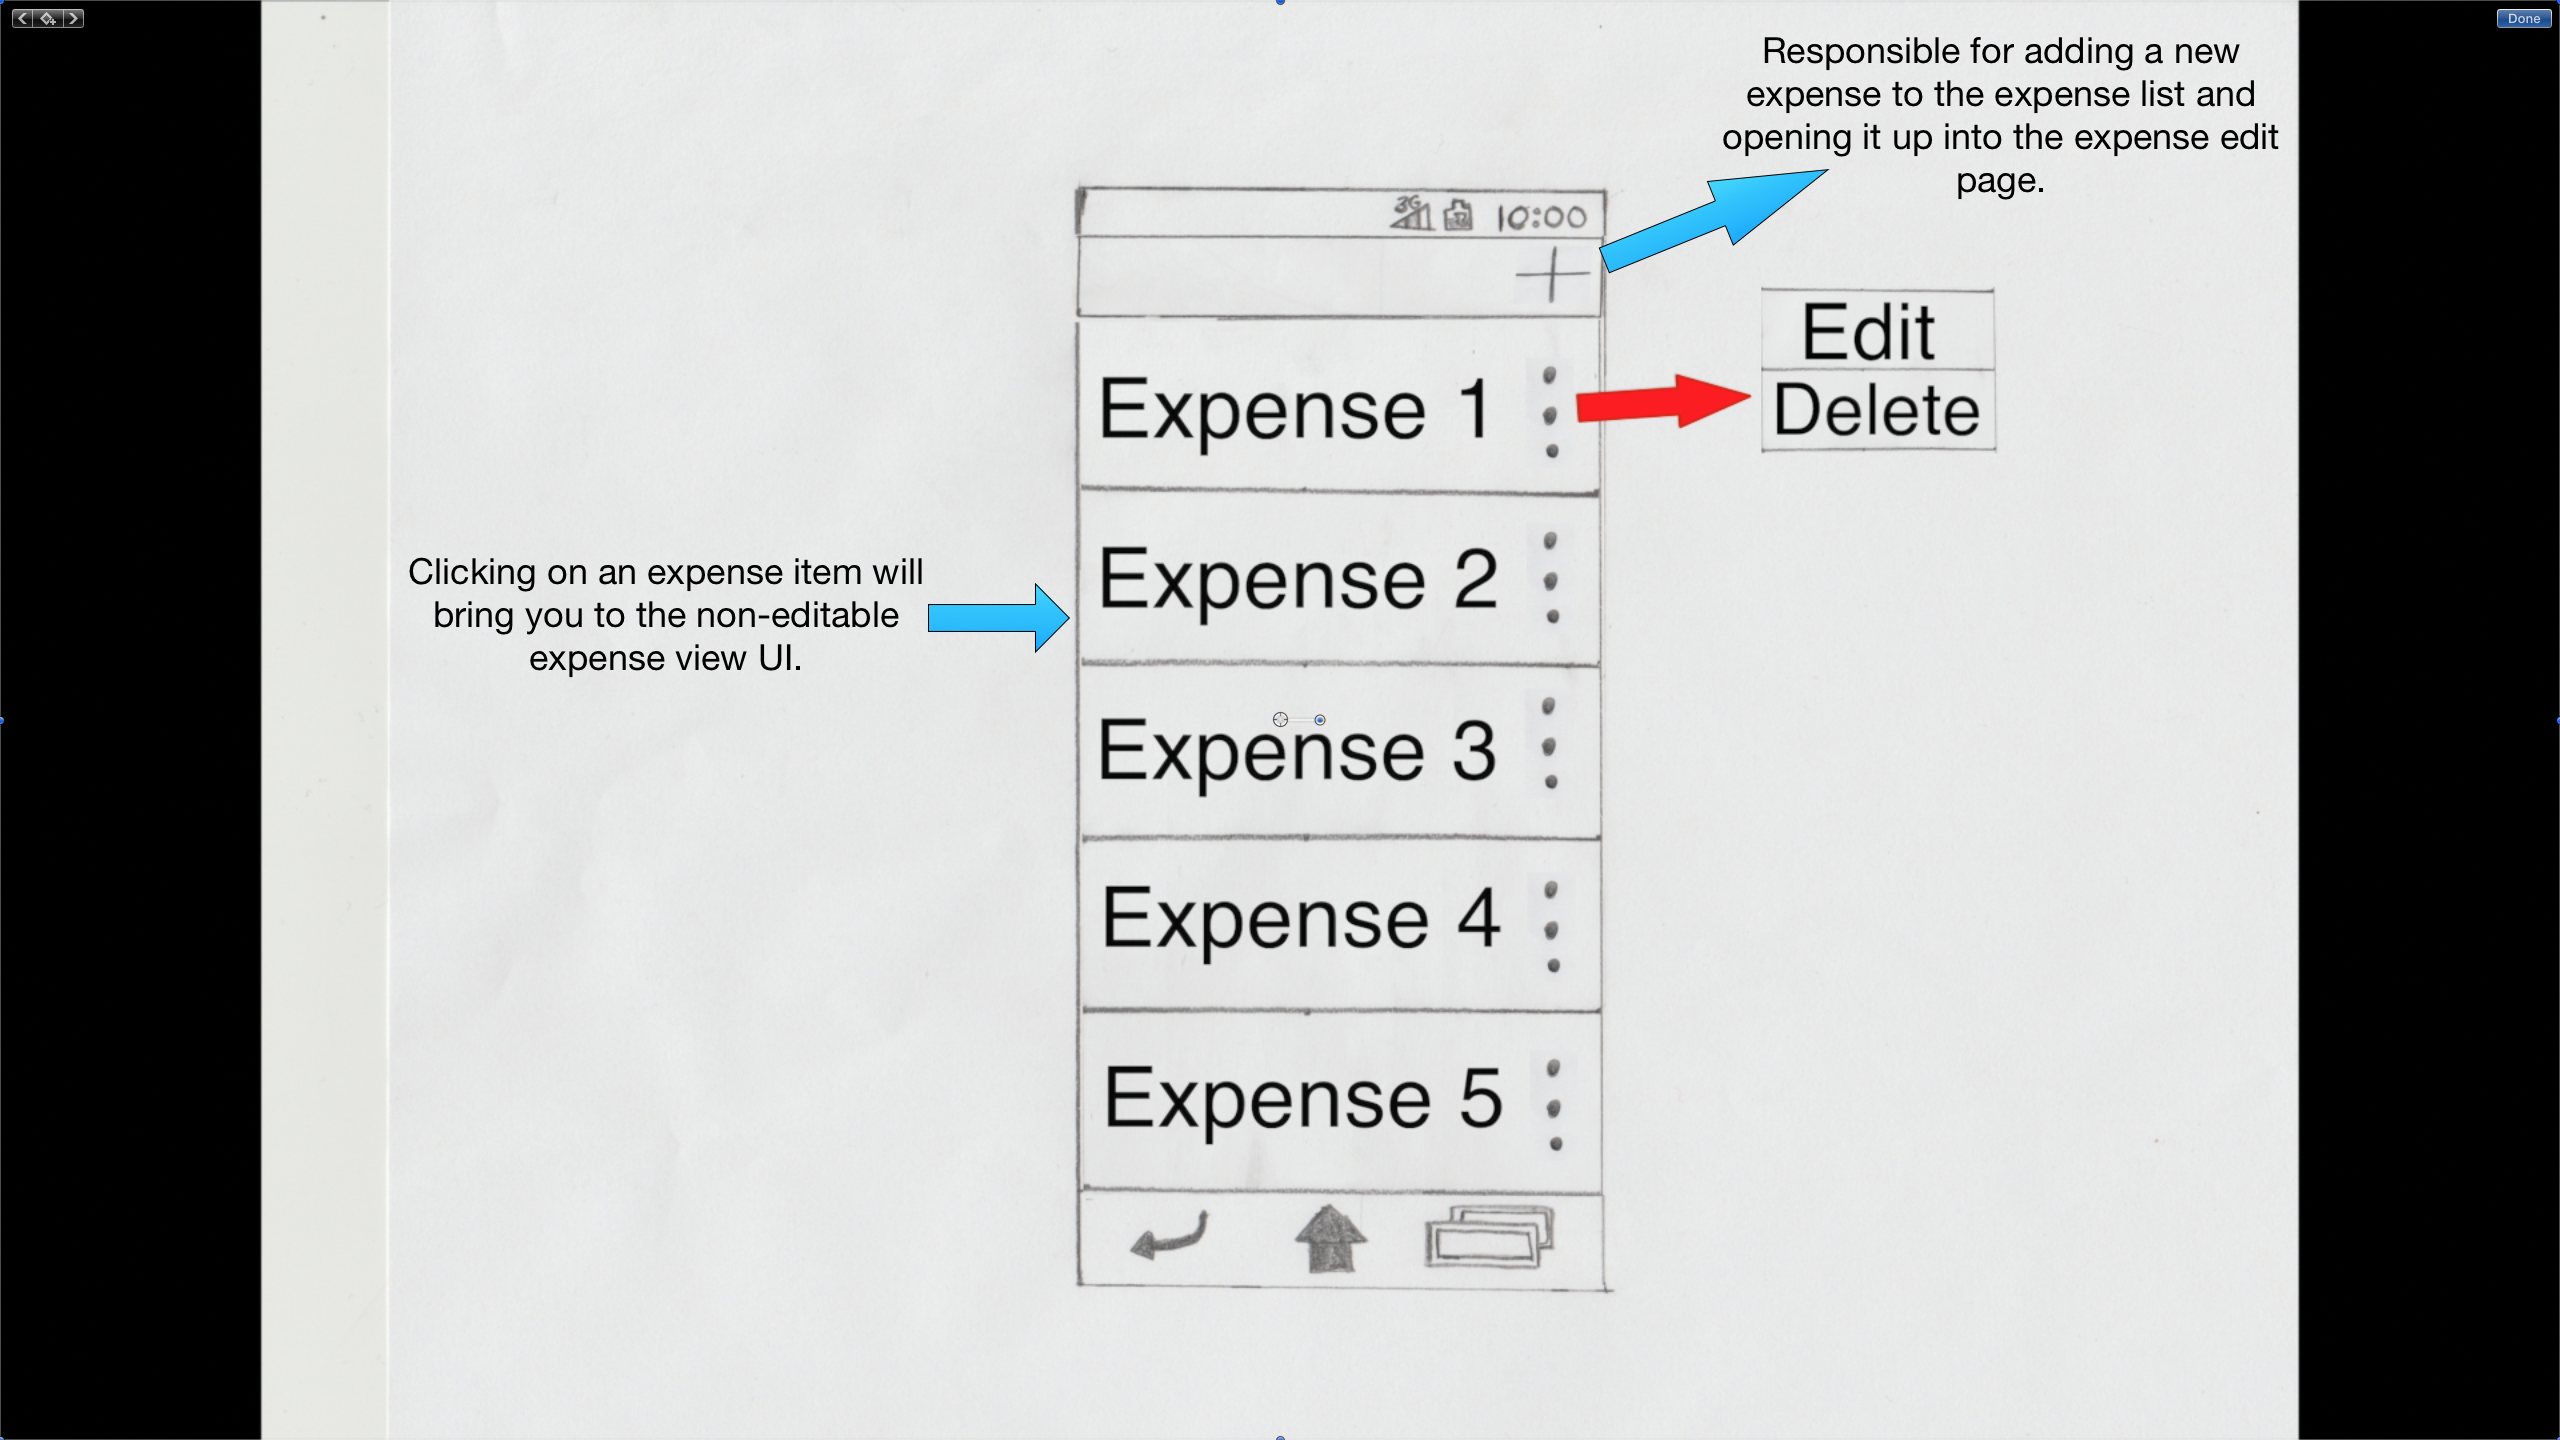 Done
Responsible for adding a new
expense to the expense list and
opening it up into the expense edit
page.
3G 10:00
Edit
Delete
Expense 1
Clicking on an expense item will
bring you to the non-editable
expense view UI.
Expense 2
Expense 3
Expense 4
Expense 5